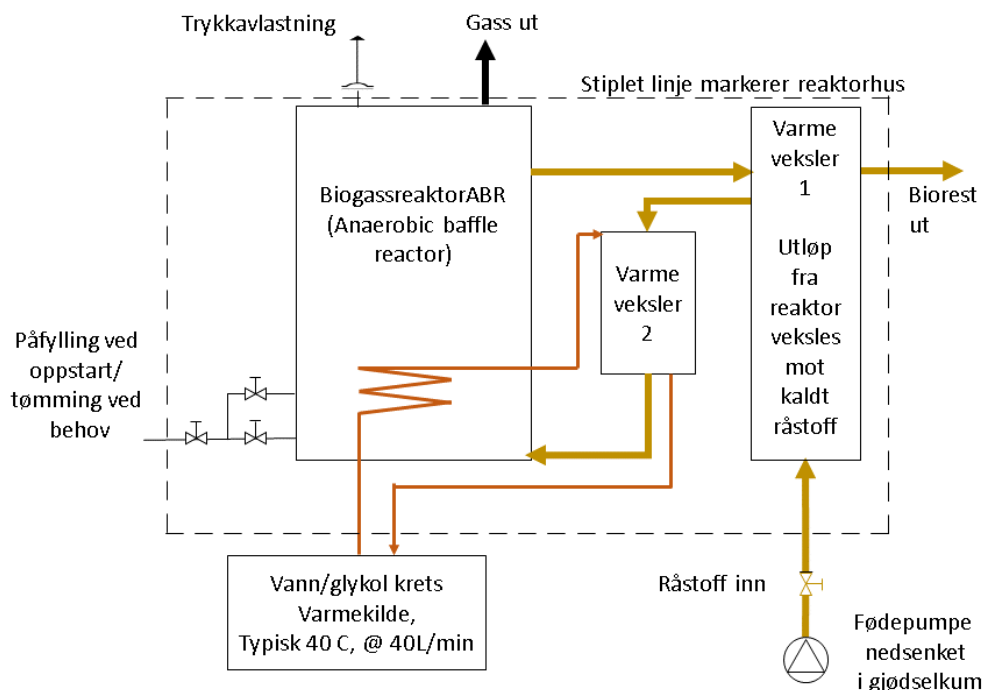 Trykkavlastning
Gass ut
Stiplet linje markerer reaktorhus
BiogassreaktorABR
(Anaerobic baffle
reactor)
Varme
veksler
1
Utløp
fra
reaktor
veksles
mot
kaldt
råstoff
Biorest
ut
Varme
veksler
2
Påfylling ved
oppstart/
tømming ved
behov
Vann/glykol krets
Varmekilde,
Typisk 40 C, @ 40L/min
Råstoff inn
Fødepumpe
nedsenket
i gjødselkum